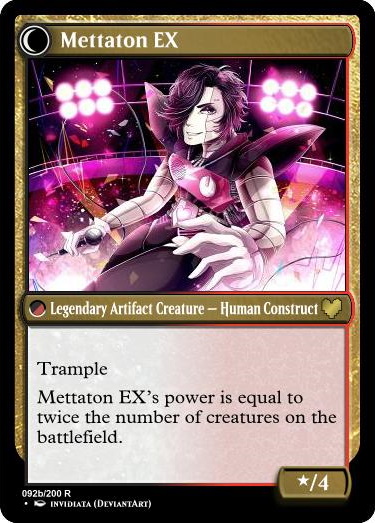 Mettaton EX
Legendary Artifact Creature — Human Construct
Trample
Mettaton EX's power is equal to
twice the number of creatures on the
battlefield.
★/4
092b/200 R
• INVIDIATA (DEVIANTART)